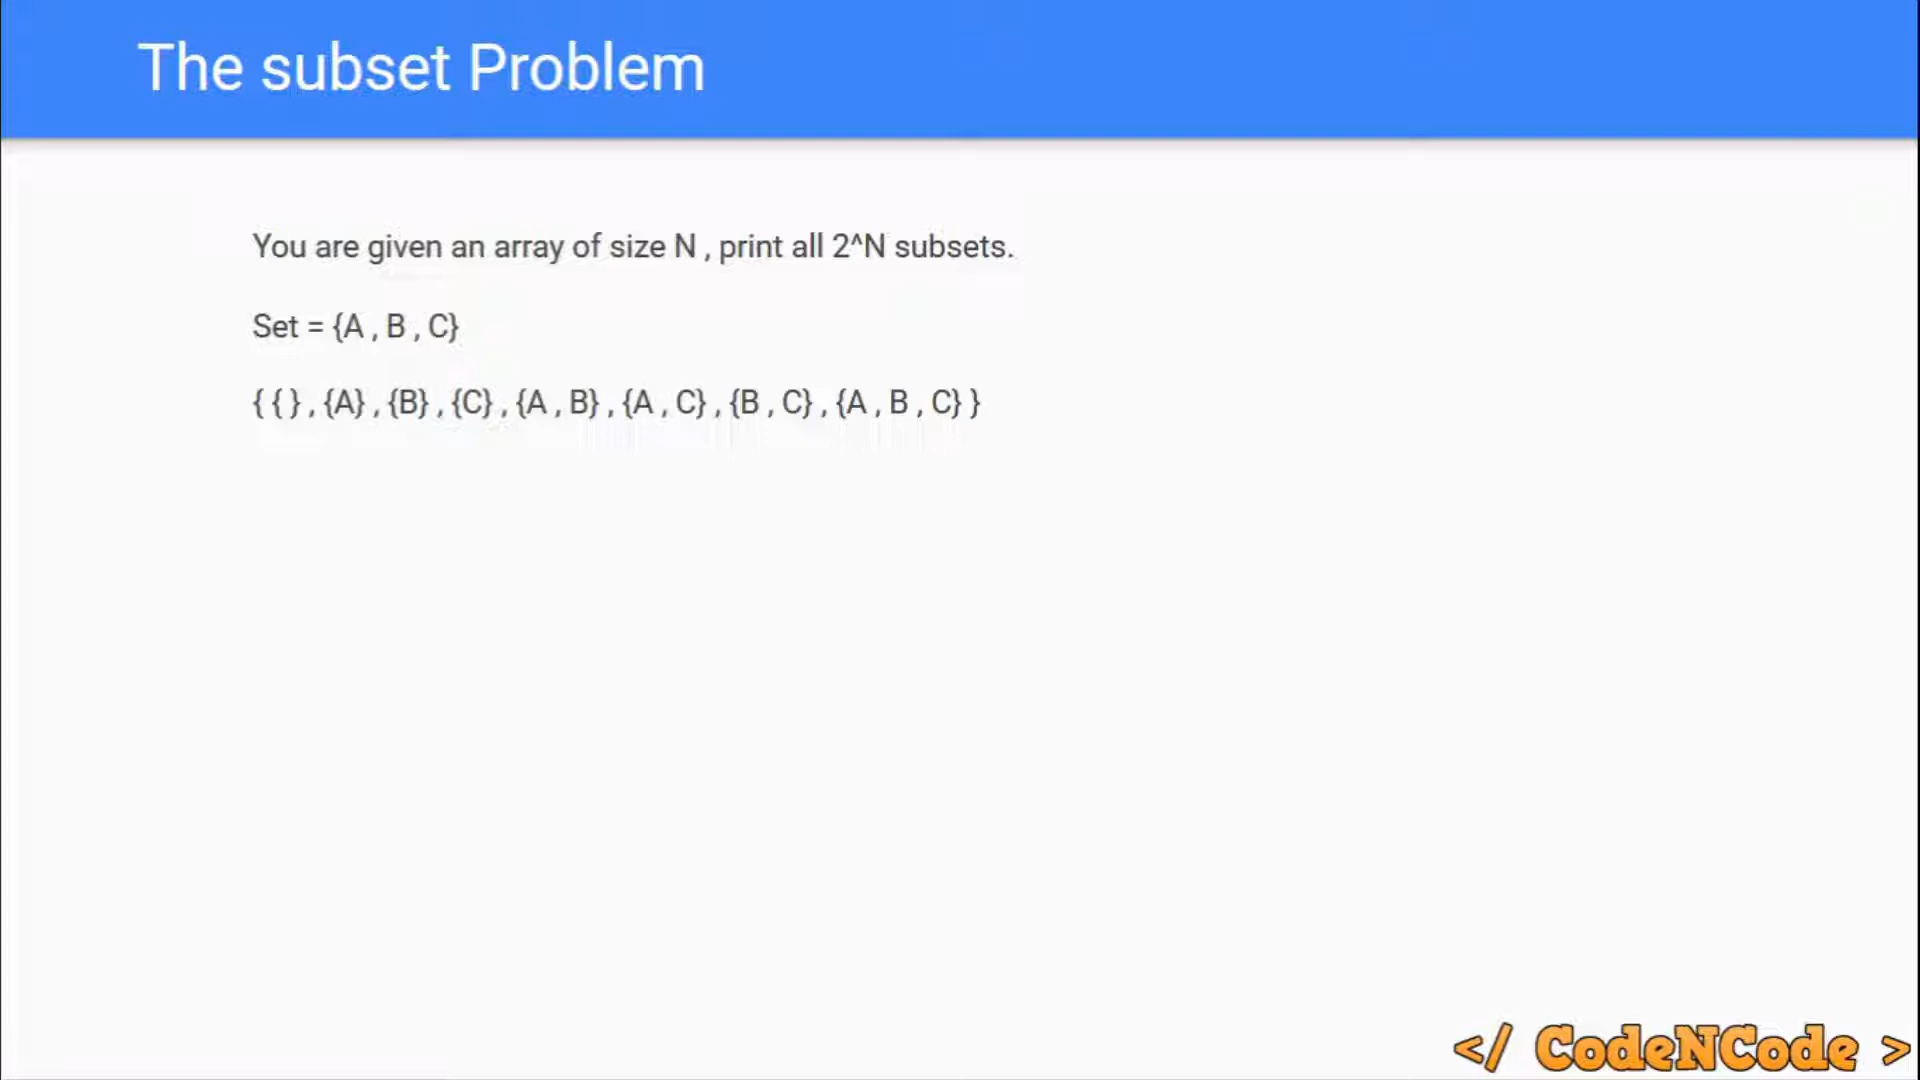 The subset Problem
You are given an array of size N , print all 2^N subsets.
Set = {A , B , C}
{ { } , {A} , {B} , {C} , {A , B} , {A , C} , {B , C} , {A , B , C} }
</ CodeNCode >